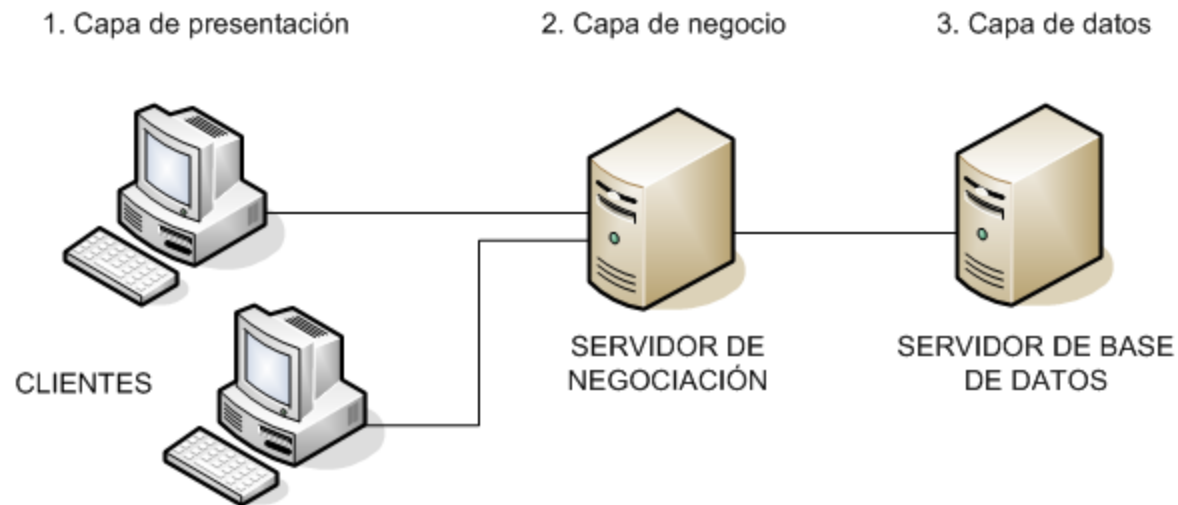 1. Capa de presentación
2. Capa de negocio
3. Capa de datos
CLIENTES
SERVIDOR DE
NEGOCIACIÓN
SERVIDOR DE BASE
DE DATOS